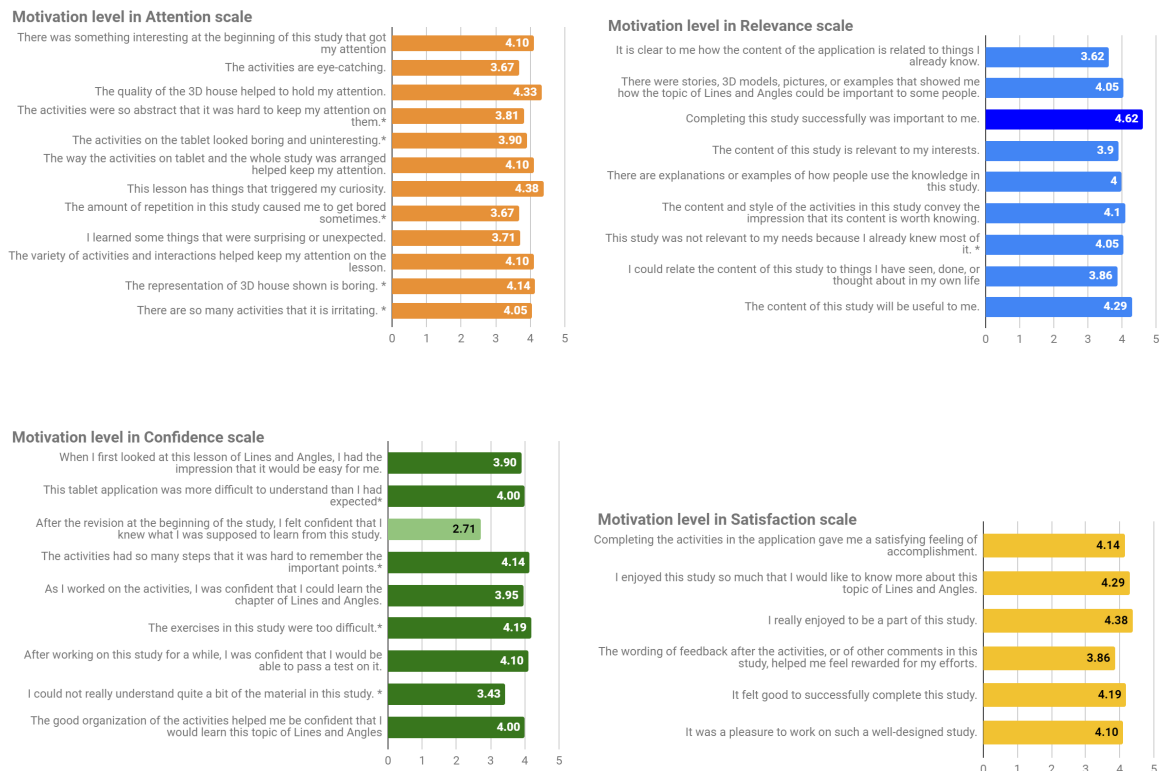 Motivation level in Attention scale
There was something interesting at the beginning of this study that got
my attention
4.10
The activities are eye-catching.
3.67
The quality of the 3D house helped to hold my attention.
4.33
The activities were so abstract that it was hard to keep my attention on
them.*
3.81
The activities on the tablet looked boring and uninteresting.*
3.90
The way the activities on tablet and the whole study was arranged
helped keep my attention.
4.10
This lesson has things that triggered my curiosity.
4.38
The amount of repetition in this study caused me to get bored
sometimes.*
3.67
I learned some things that were surprising or unexpected.
3.71
The variety of activities and interactions helped keep my attention on the
lesson.
4.10
The representation of 3D house shown is boring. *
4.14
There are so many activities that it is irritating. *
4.05
0 1 2 3 4 5
Motivation level in Relevance scale
It is clear to me how the content of the application is related to things I
already know.
3.62
There were stories, 3D models, pictures, or examples that showed me
how the topic of Lines and Angles could be important to some people.
4.05
Completing this study successfully was important to me.
4.62
The content of this study is relevant to my interests.
3.9
There are explanations or examples of how people use the knowledge in
this study.
4
The content and style of the activities in this study convey the
impression that its content is worth knowing.
4.1
This study was not relevant to my needs because I already knew most of
it. *
4.05
I could relate the content of this study to things I have seen, done, or
thought about in my own life
3.86
The content of this study will be useful to me.
4.29
0 1 2 3 4 5
Motivation level in Confidence scale
When I first looked at this lesson of Lines and Angles, I had the
impression that it would be easy for me.
3.90
This tablet application was more difficult to understand than I had
expected*
4.00
After the revision at the beginning of the study, I felt confident that I
knew what I was supposed to learn from this study.
2.71
The activities had so many steps that it was hard to remember the
important points.*
4.14
As I worked on the activities, I was confident that I could learn the
chapter of Lines and Angles.
3.95
The exercises in this study were too difficult.*
4.19
After working on this study for a while, I was confident that I would be
able to pass a test on it.
4.10
I could not really understand quite a bit of the material in this study. *
3.43
The good organization of the activities helped me be confident that I
would learn this topic of Lines and Angles
4.00
0 1 2 3 4 5
Motivation level in Satisfaction scale
Completing the activities in the application gave me a satisfying feeling of
accomplishment.
4.14
I enjoyed this study so much that I would like to know more about this
topic of Lines and Angles.
4.29
I really enjoyed to be a part of this study.
4.38
The wording of feedback after the activities, or of other comments in this
study, helped me feel rewarded for my efforts.
3.86
It felt good to successfully complete this study.
4.19
It was a pleasure to work on such a well-designed study.
4.10
0 1 2 3 4 5